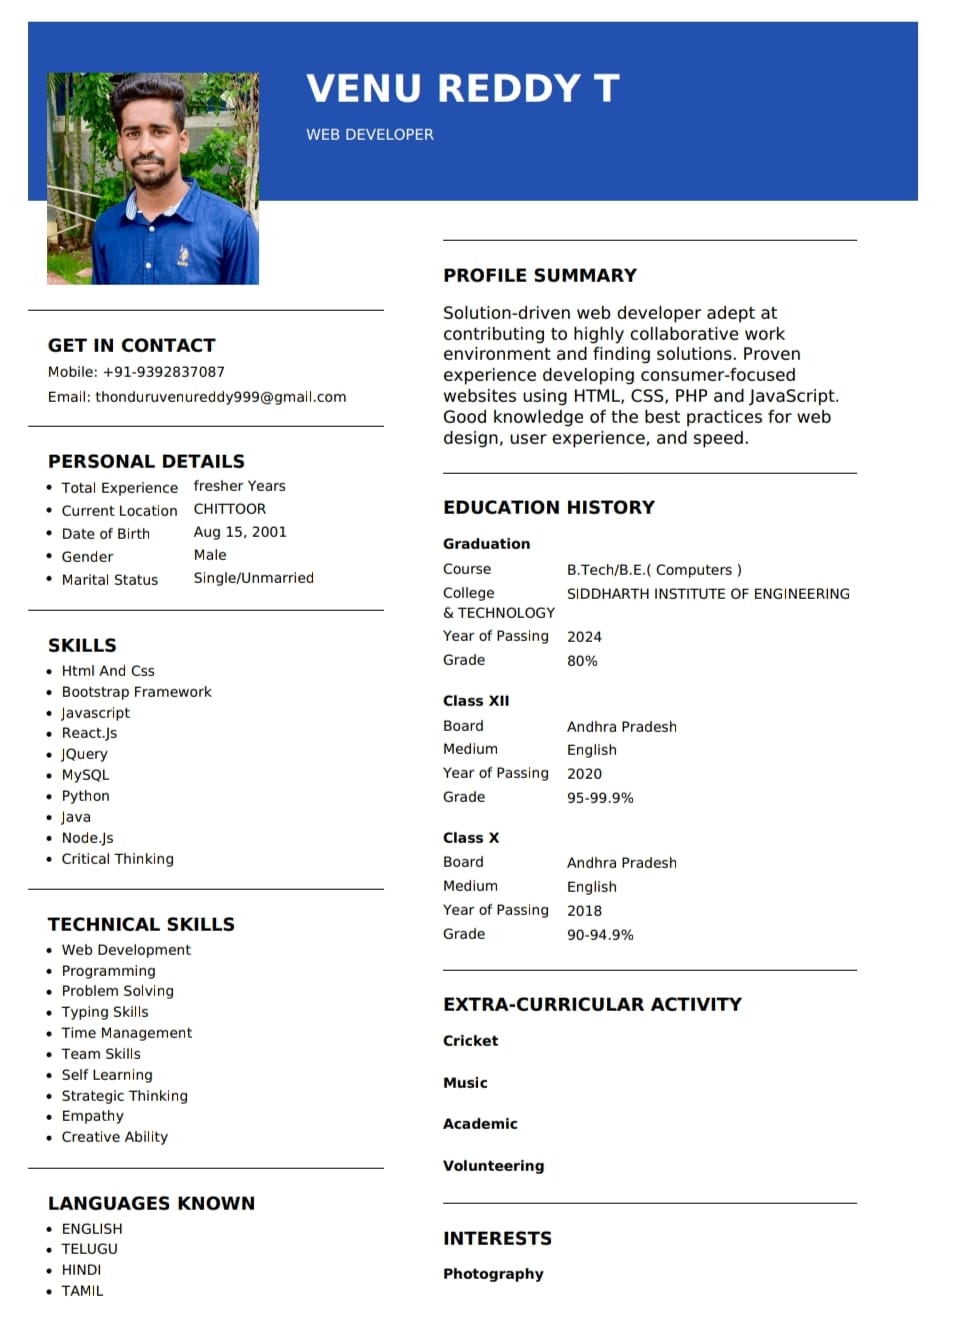 VENU REDDY T
WEB DEVELOPER
GET IN CONTACT
Mobile: +91-9392837087
Email: thonduruvenureddy999@gmail.com
PERSONAL DETAILS
• Total Experience fresher Years
• Current Location CHITTOOR
• Date of Birth Aug 15, 2001
• Gender Male
• Marital Status Single/Unmarried
SKILLS
• Html And Css
• Bootstrap Framework
• Javascript
• React.Js
• JQuery
• MySQL
• Python
• Java
• Node.Js
• Critical Thinking
TECHNICAL SKILLS
• Web Development
• Programming
• Problem Solving
• Typing Skills
• Time Management
• Team Skills
• Self Learning
• Strategic Thinking
• Empathy
• Creative Ability
LANGUAGES KNOWN
• ENGLISH
• TELUGU
• HINDI
• TAMIL
PROFILE SUMMARY
Solution-driven web developer adept at
contributing to highly collaborative work
environment and finding solutions. Proven
experience developing consumer-focused
websites using HTML, CSS, PHP and JavaScript.
Good knowledge of the best practices for web
design, user experience, and speed.
EDUCATION HISTORY
Graduation
Course B.Tech/B.E.( Computers )
College SIDDHARTH INSTITUTE OF ENGINEERING
& TECHNOLOGY
Year of Passing 2024
Grade 80%
Class XII
Board Andhra Pradesh
Medium English
Year of Passing 2020
Grade 95-99.9%
Class X
Board Andhra Pradesh
Medium English
Year of Passing 2018
Grade 90-94.9%
EXTRA-CURRICULAR ACTIVITY
Cricket
Music
Academic
Volunteering
INTERESTS
Photography